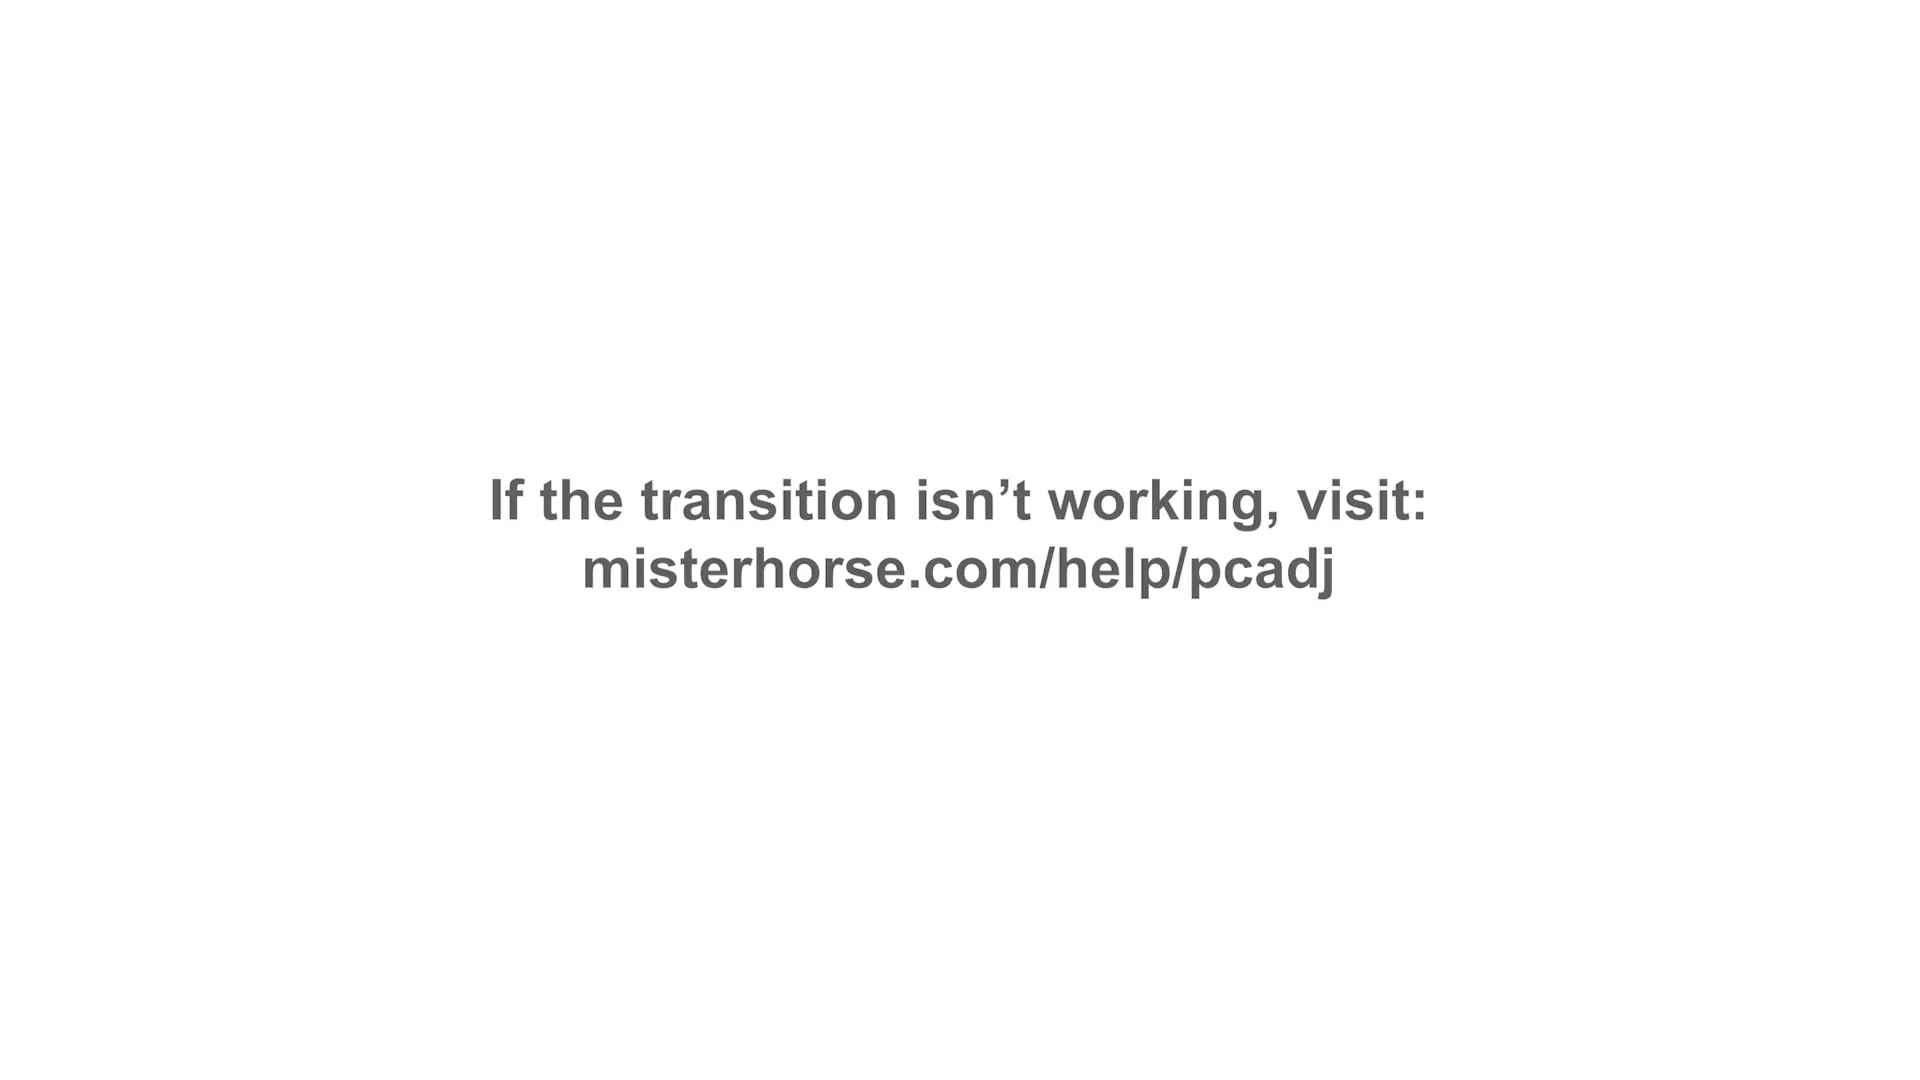 If the transition isn’t working, visit:
misterhorse.com/help/pcadj